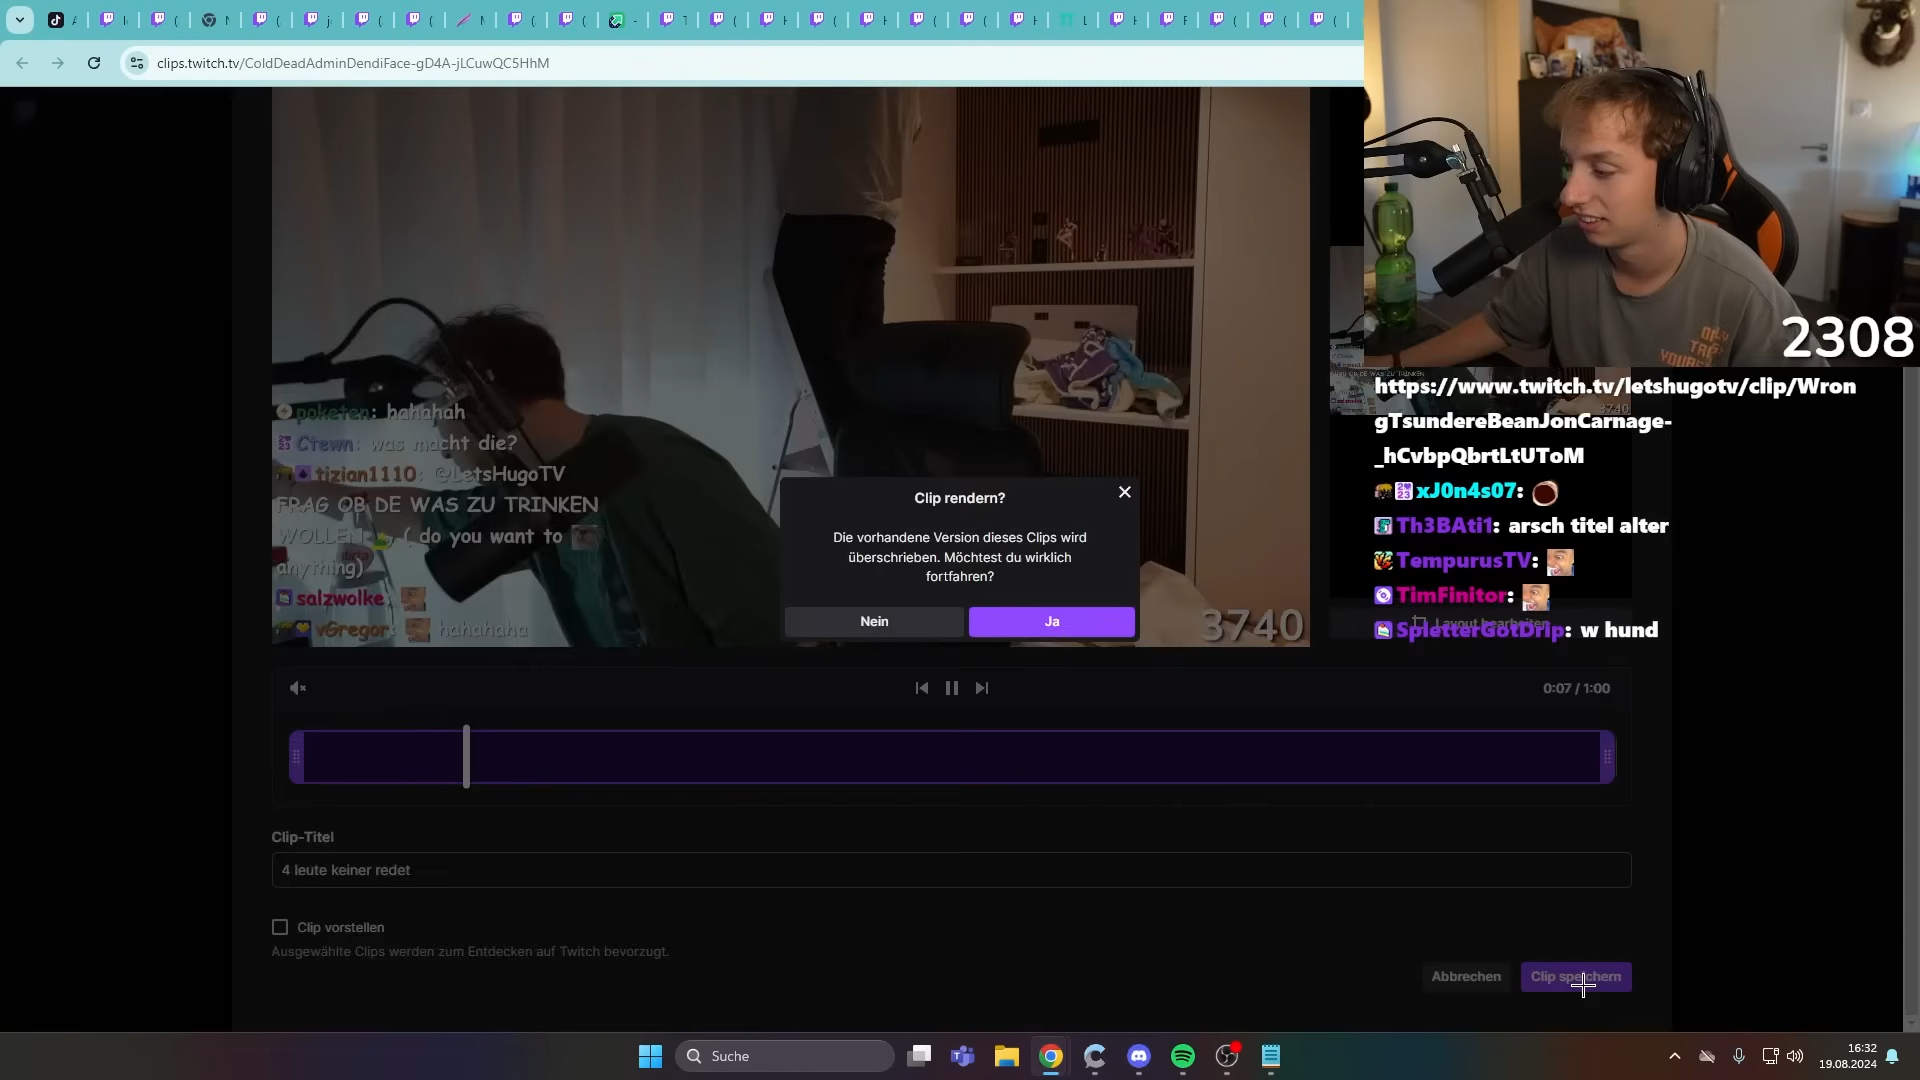 clips.twitch.tv/ColdDeadAdminDendiFace-gD4A-jLCuwQC5HhM
2308
https://www.twitch.tv/letshugotv/clip/Wron
gTsundereBeanJonCarnage-
_hCvbpQbrtLtUToM
xJ0n4s07:
Th3BAti1: arsch titel alter
TempurusTV:
TimFinitor:
SpletterGotDrip: w hund
Layout bearbeiten
poketen: hahahah
Ctewn: was macht die?
tizian1110: @LetsHugoTV
FRAG OB DE WAS ZU TRINKEN
WOLLEN ( do you want to
anything)
salzwolke
vGregor: hahahaha
3740
Clip rendern?
Die vorhandene Version dieses Clips wird
überschrieben. Möchtest du wirklich
fortfahren?
Nein
Ja
0:07 / 1:00
Clip-Titel
4 leute keiner redet
Clip vorstellen
Ausgewählte Clips werden zum Entdecken auf Twitch bevorzugt.
Abbrechen
Clip speichern
Suche
16:32
19.08.2024